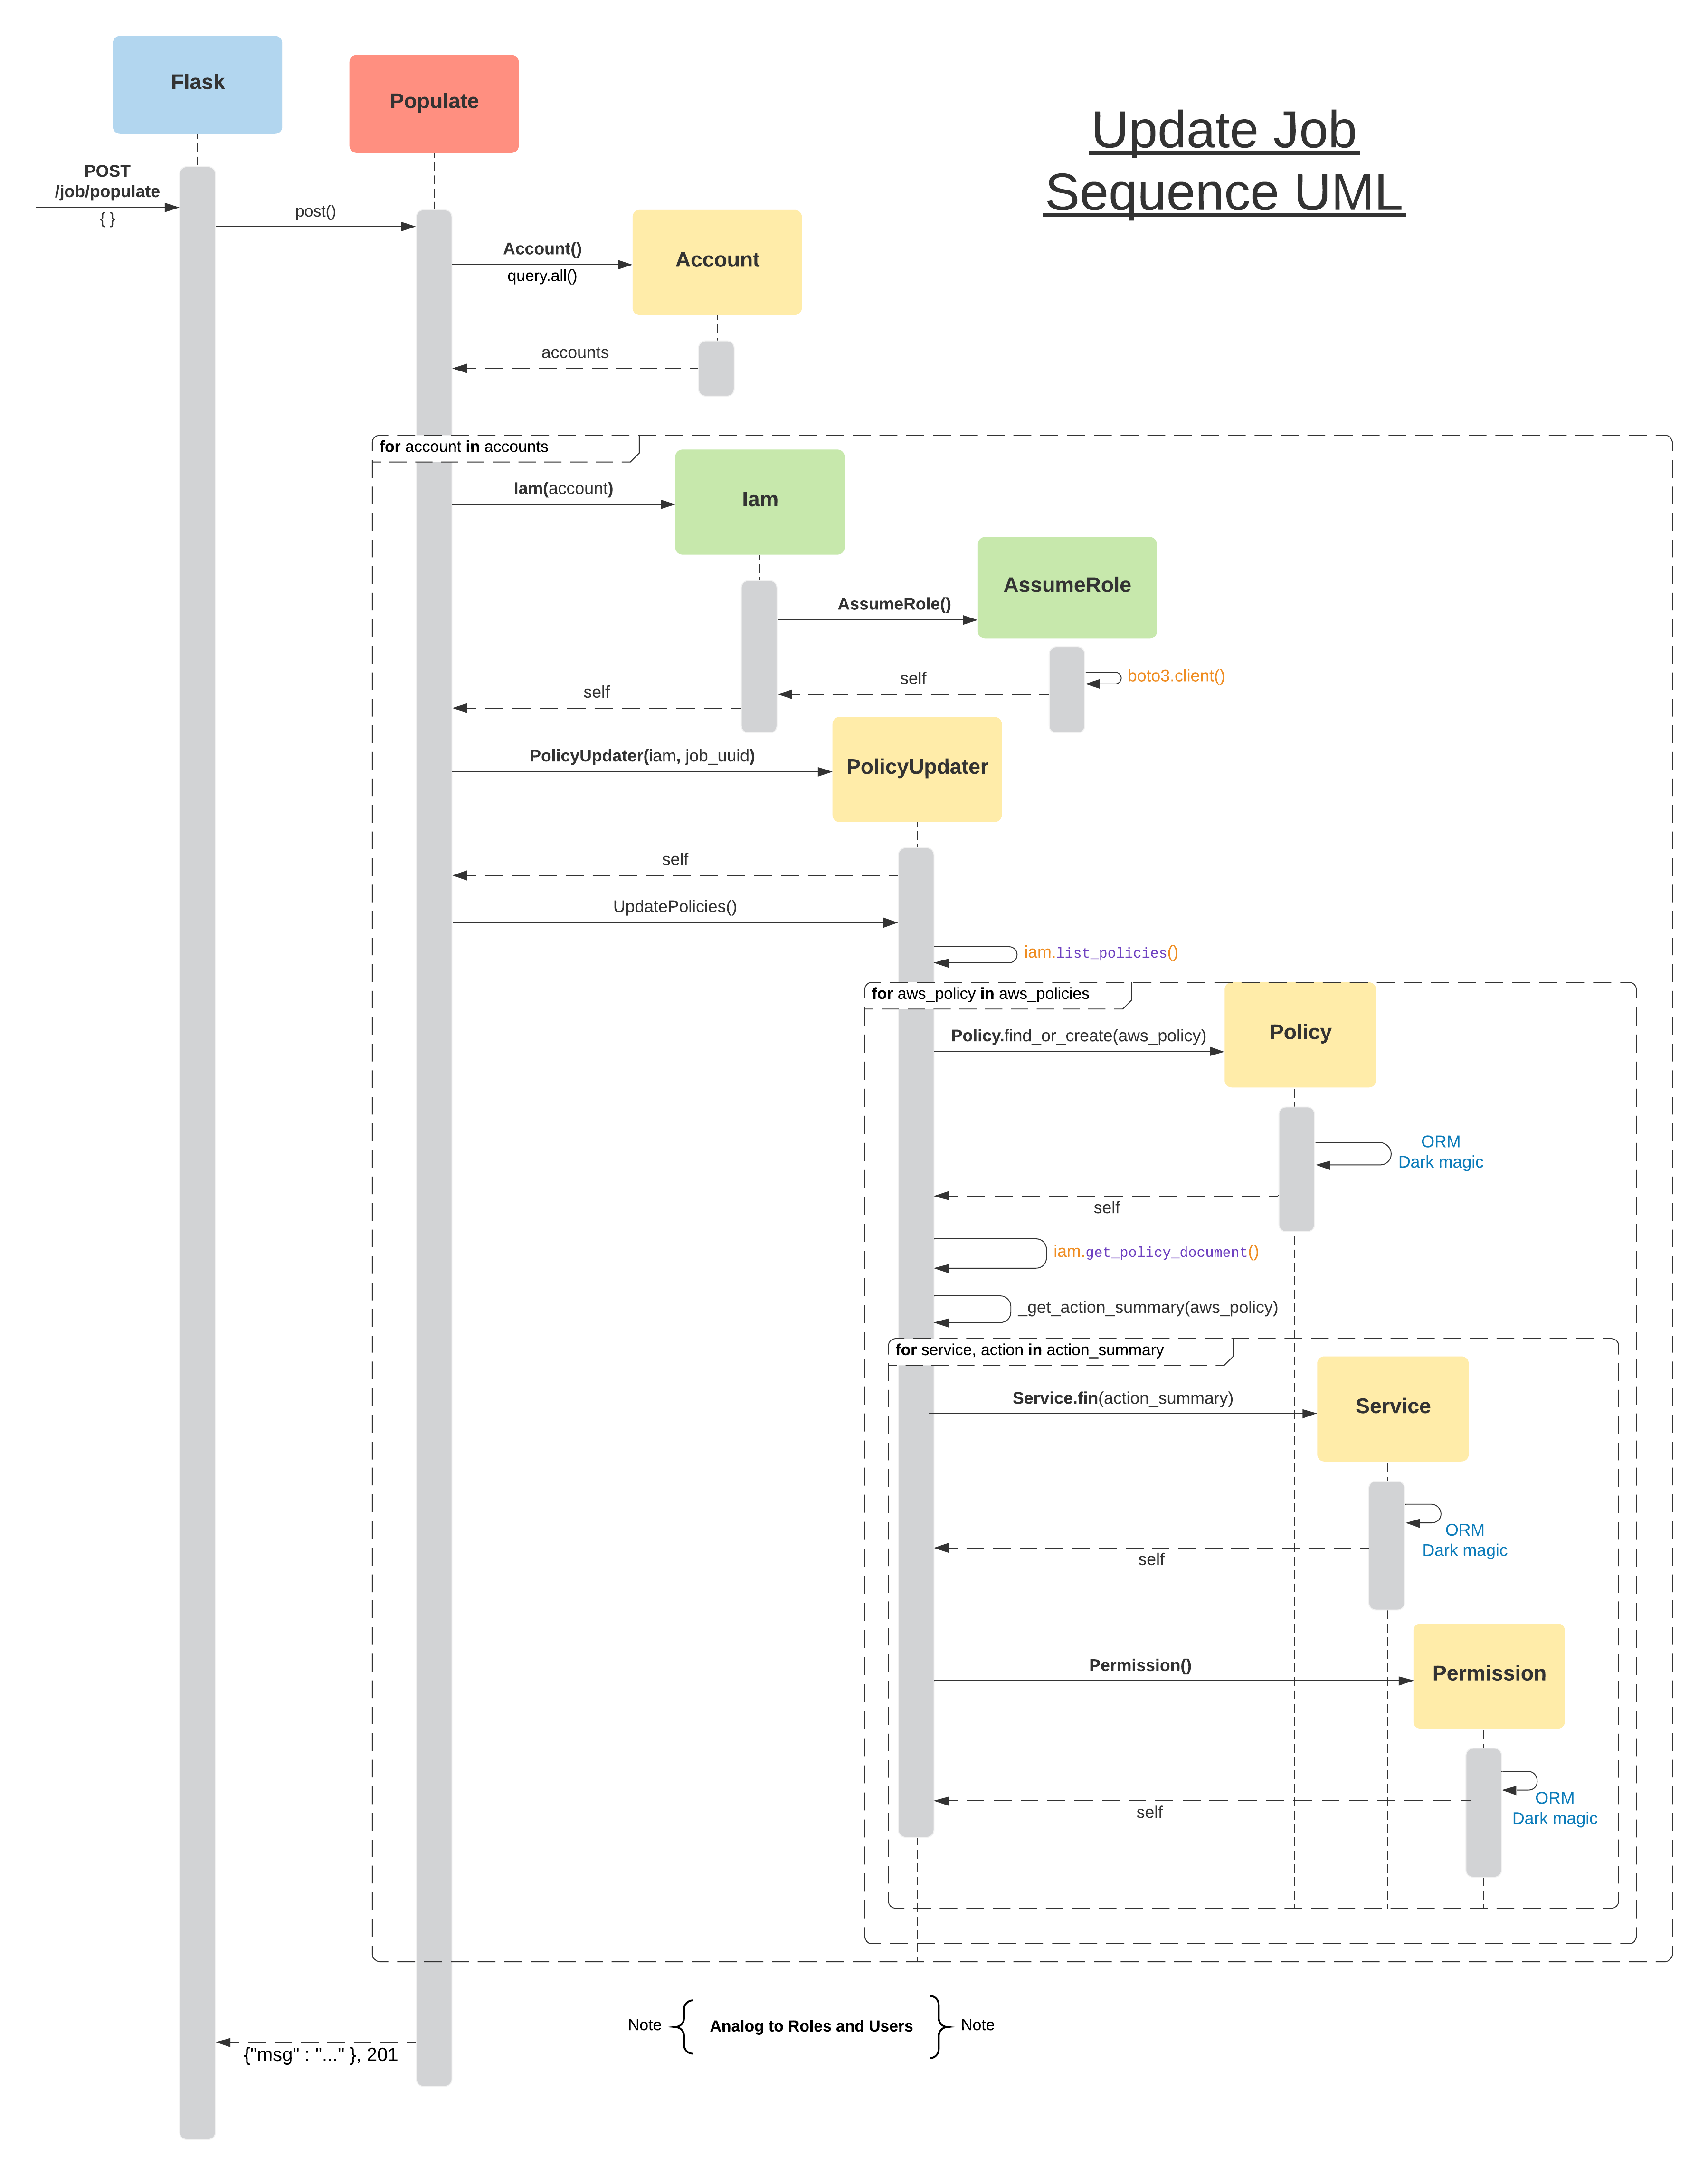 Flask
Populate
Update Job
Sequence UML
POST
/job/populate
{ }
post()
Account()
query.all()
Account
accounts
for account in accounts
Iam(account)
Iam
AssumeRole
AssumeRole()
boto3.client()
self
self
PolicyUpdater(iam, job_uuid)
PolicyUpdater
self
UpdatePolicies()
iam.list_policies()
for aws_policy in aws_policies
Policy.find_or_create(aws_policy)
Policy
ORM
Dark magic
self
iam.get_policy_document()
_get_action_summary(aws_policy)
for service, action in action_summary
Service.fin(action_summary)
Service
ORM
Dark magic
self
Permission()
Permission
ORM
Dark magic
self
Note
Analog to Roles and Users
Note
{"msg" : "..." }, 201